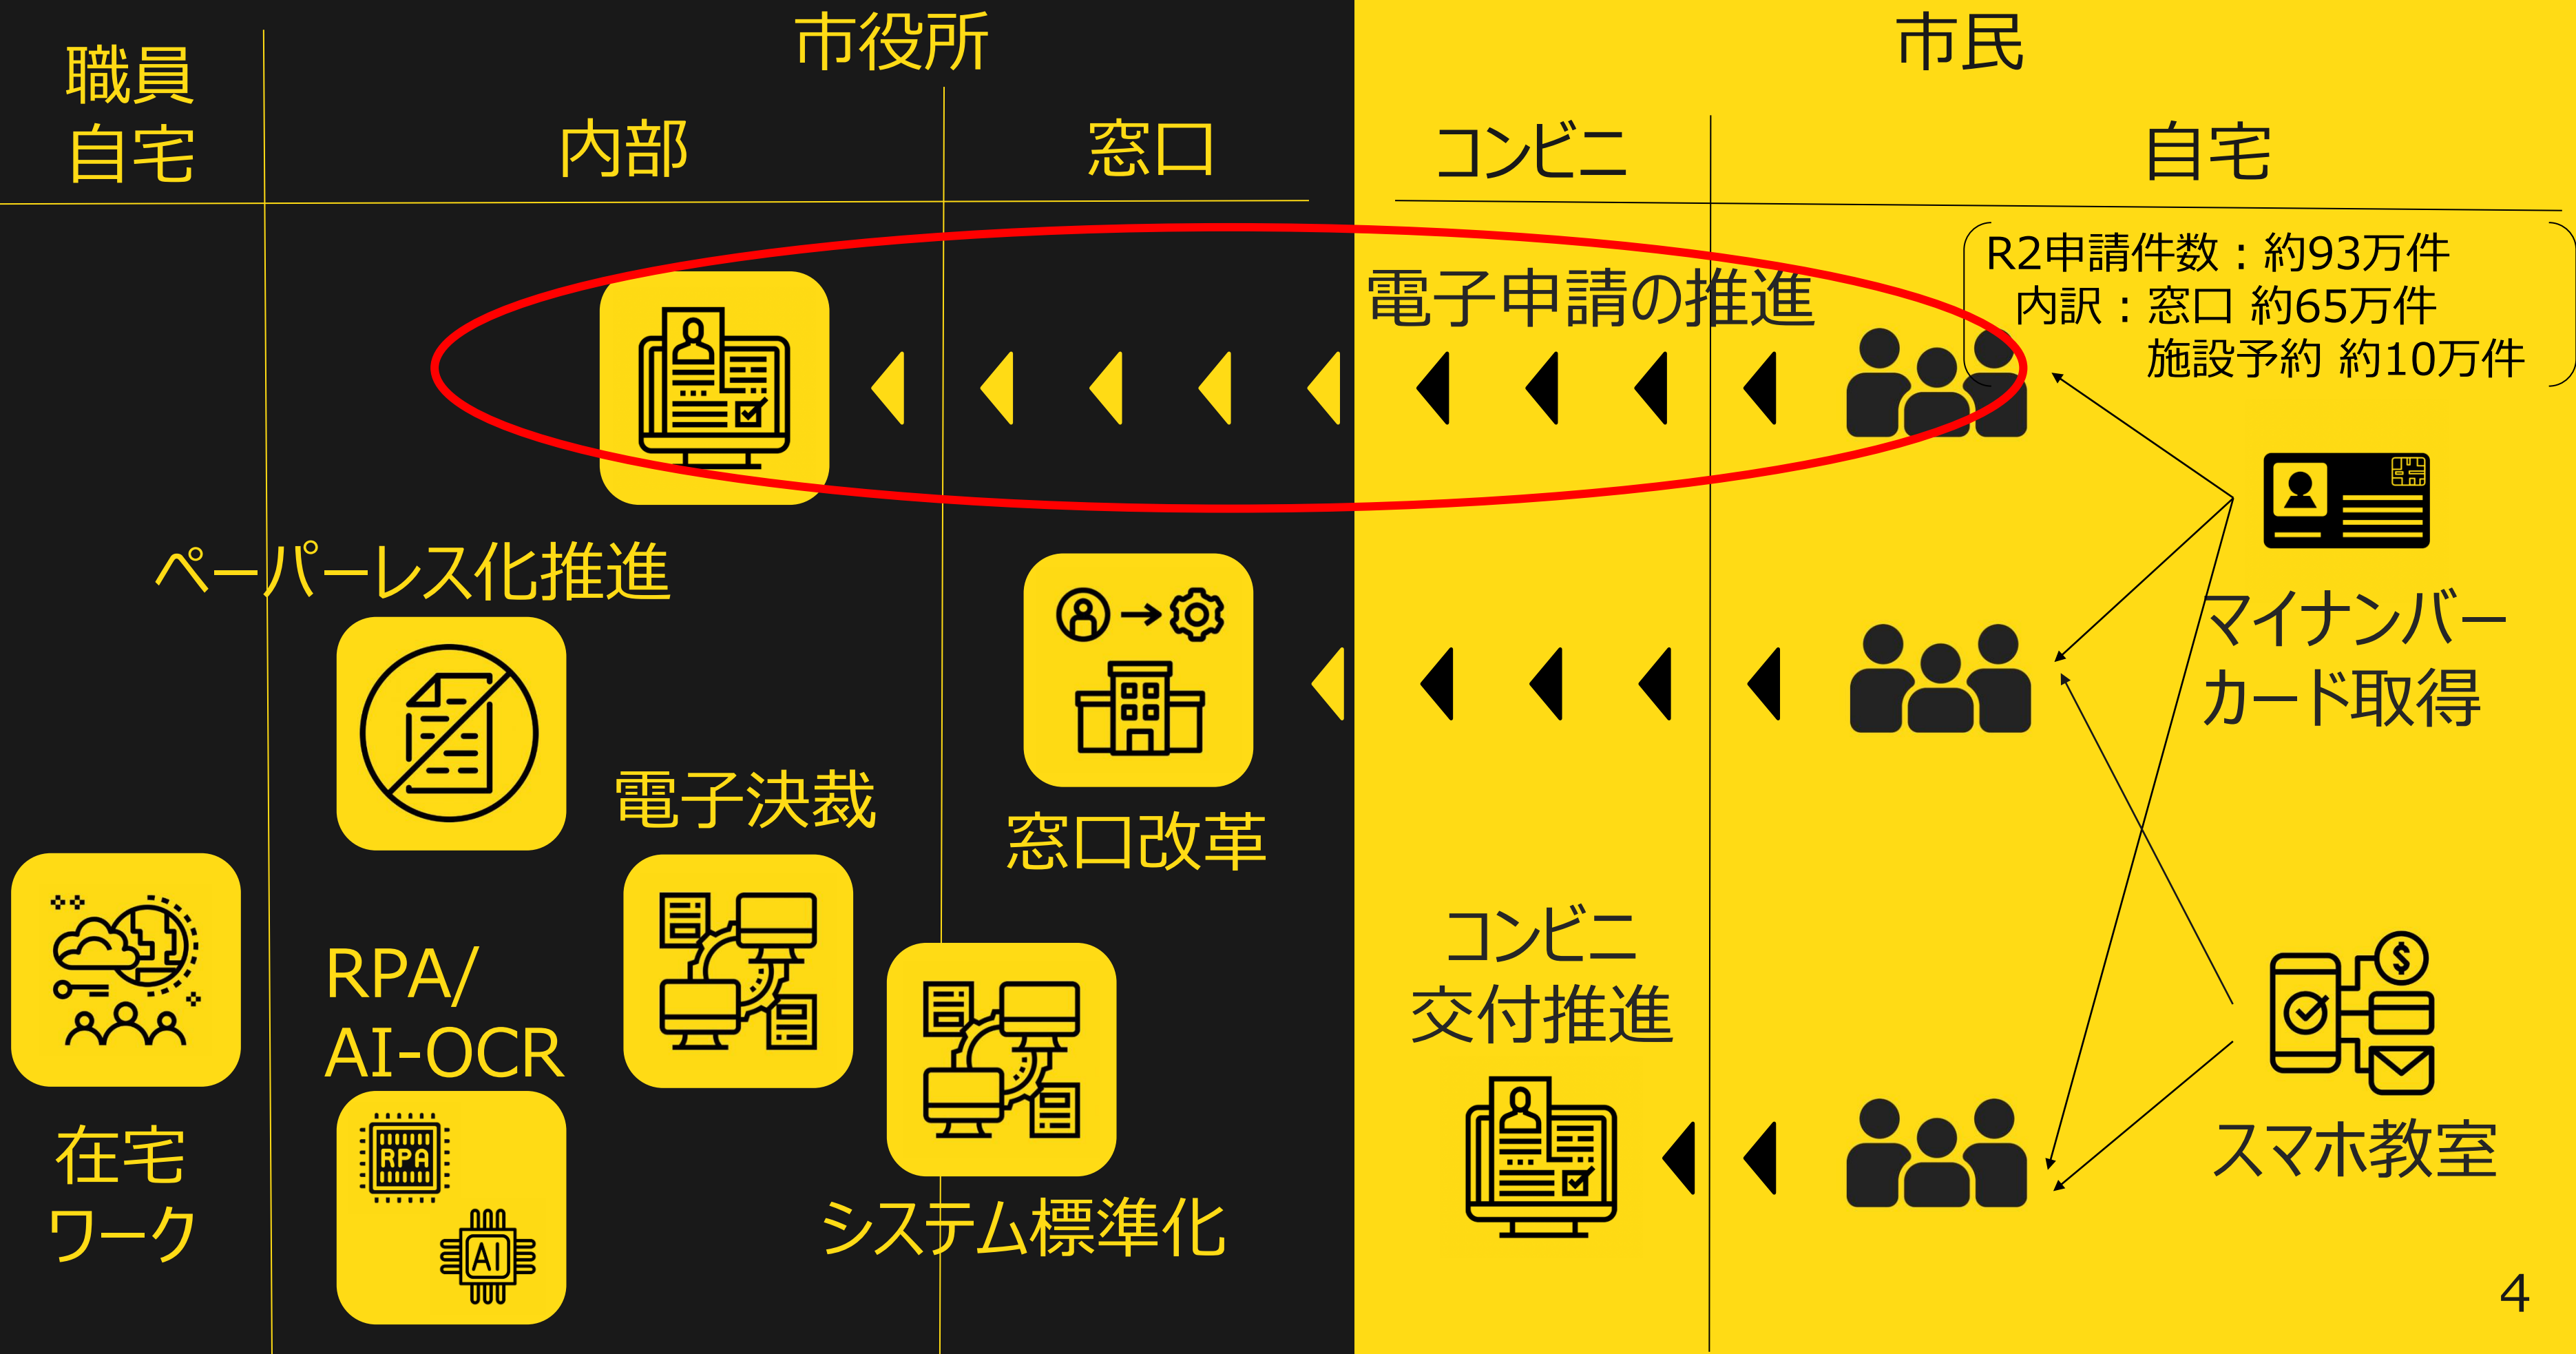 職員
自宅
市役所
内部
窓口
市民
コンビニ
自宅
R2申請件数：約93万件
内訳：窓口 約65万件
施設予約 約10万件
電子申請の推進
マイナンバー
カード取得
ペーパーレス化推進
電子決裁
窓口改革
RPA/
AI-OCR
RPA
AI
在宅
ワーク
システム標準化
コンビニ
交付推進
$
スマホ教室
4